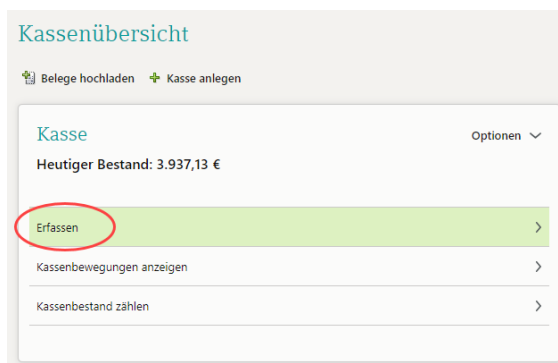 Kassenübersicht
Belege hochladen Kasse anlegen
Kasse Optionen
Heutiger Bestand: 3.937,13 €
Erfassen
Kassenbewegungen anzeigen
Kassenbestand zählen